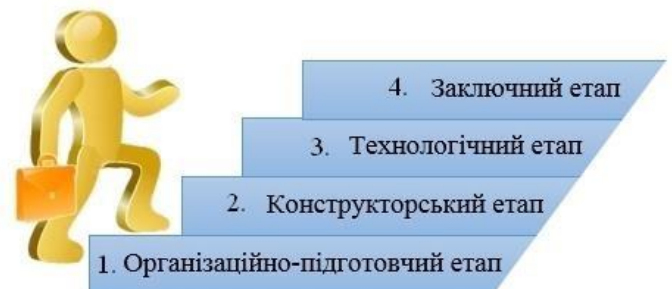 4. Заключний етап
3. Технологічний етап
2. Конструкторський етап
1. Організаційно-підготовчий етап